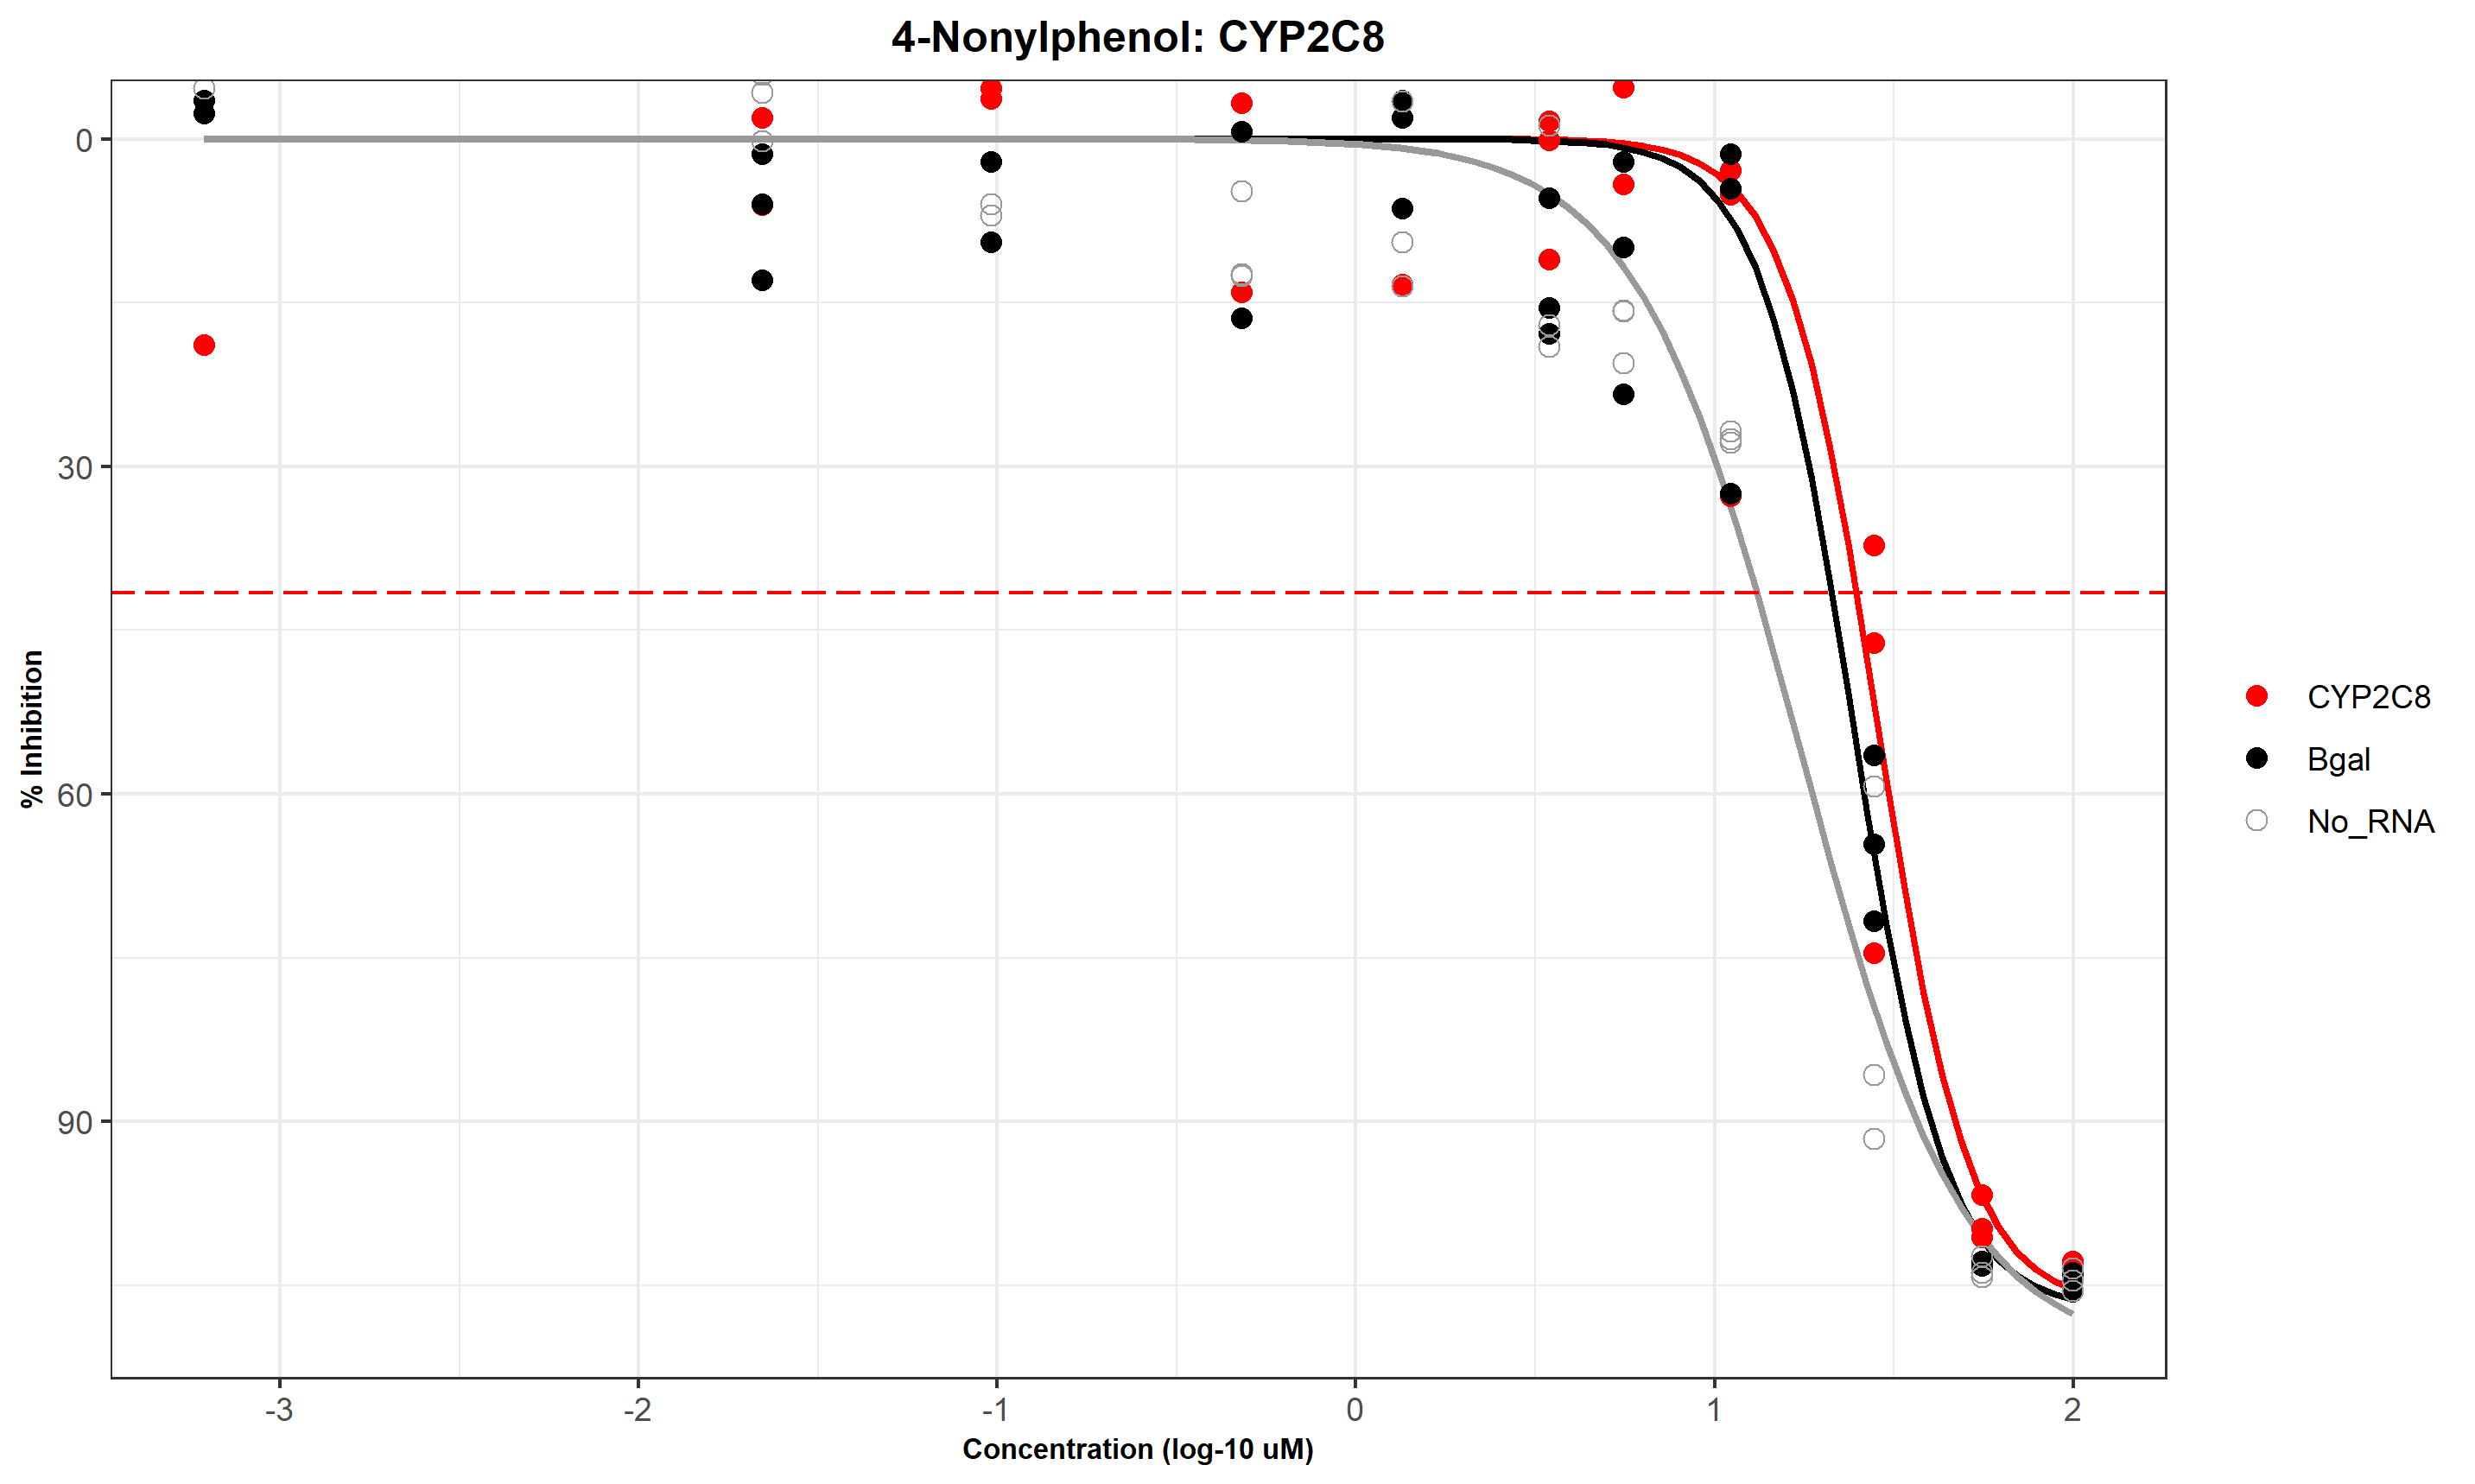 4-Nonylphenol: CYP2C8
0
30
60
90
% Inhibition
-3
-2
-1
0
1
2
Concentration (log-10 uM)
CYP2C8
Bgal
No_RNA